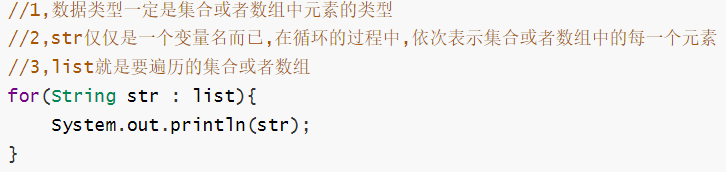 //1,数据类型一定是集合或者数组中元素的类型
//2,str仅仅是一个变量名而已,在循环的过程中,依次表示集合或者数组中的每一个元素
//3,list就是要遍历的集合或者数组
for(String str : list){
    System.out.println(str);
}